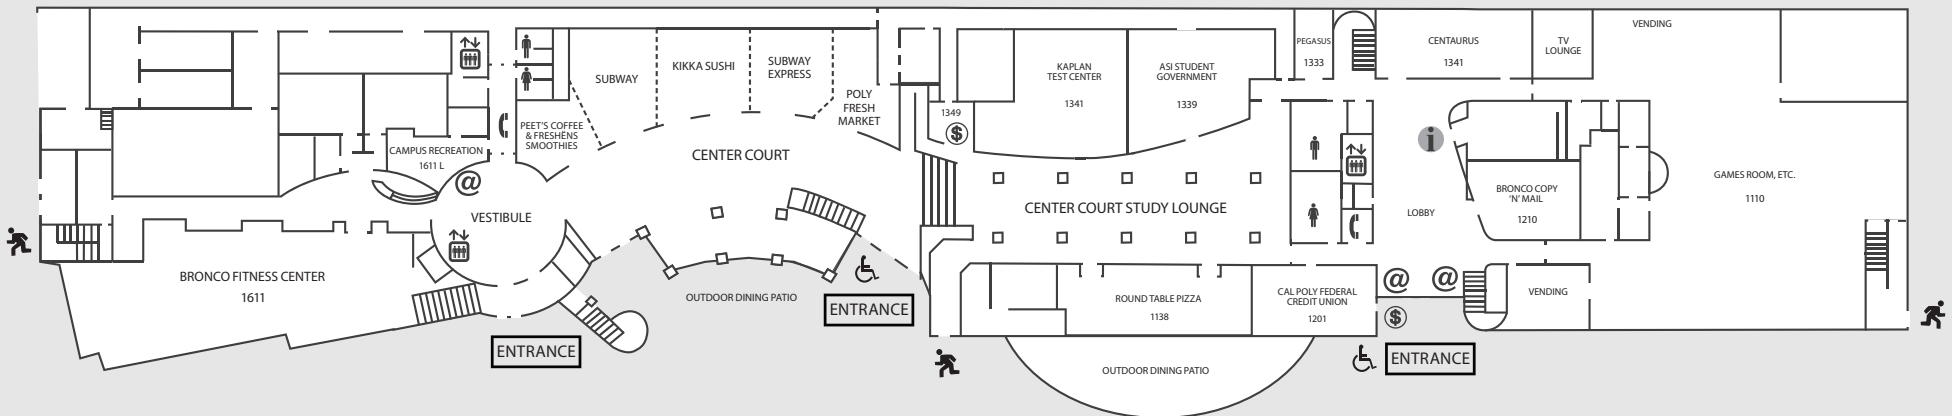 PEGASUS
1333
CENTAURUS
1341
TV
LOUNGE
VENDING
SUBWAY
KIKKA SUSHI
SUBWAY
EXPRESS
POLY
FRESH
MARKET
KAPLAN
TEST CENTER
1341
ASI STUDENT
GOVERNMENT
1339
1349
$
PEET'S COFFEE
& FRESHËNS
SMOOTHIES
CAMPUS RECREATION
1611 L
@
CENTER COURT
i
GAMES ROOM, ETC.
1110
BRONCO COPY
'N' MAIL
1210
VESTIBULE
CENTER COURT STUDY LOUNGE
LOBBY
BRONCO FITNESS CENTER
1611
OUTDOOR DINING PATIO
ENTRANCE
ROUND TABLE PIZZA
1138
CAL POLY FEDERAL
CREDIT UNION
1201
@
@
$
VENDING
ENTRANCE
ENTRANCE
OUTDOOR DINING PATIO